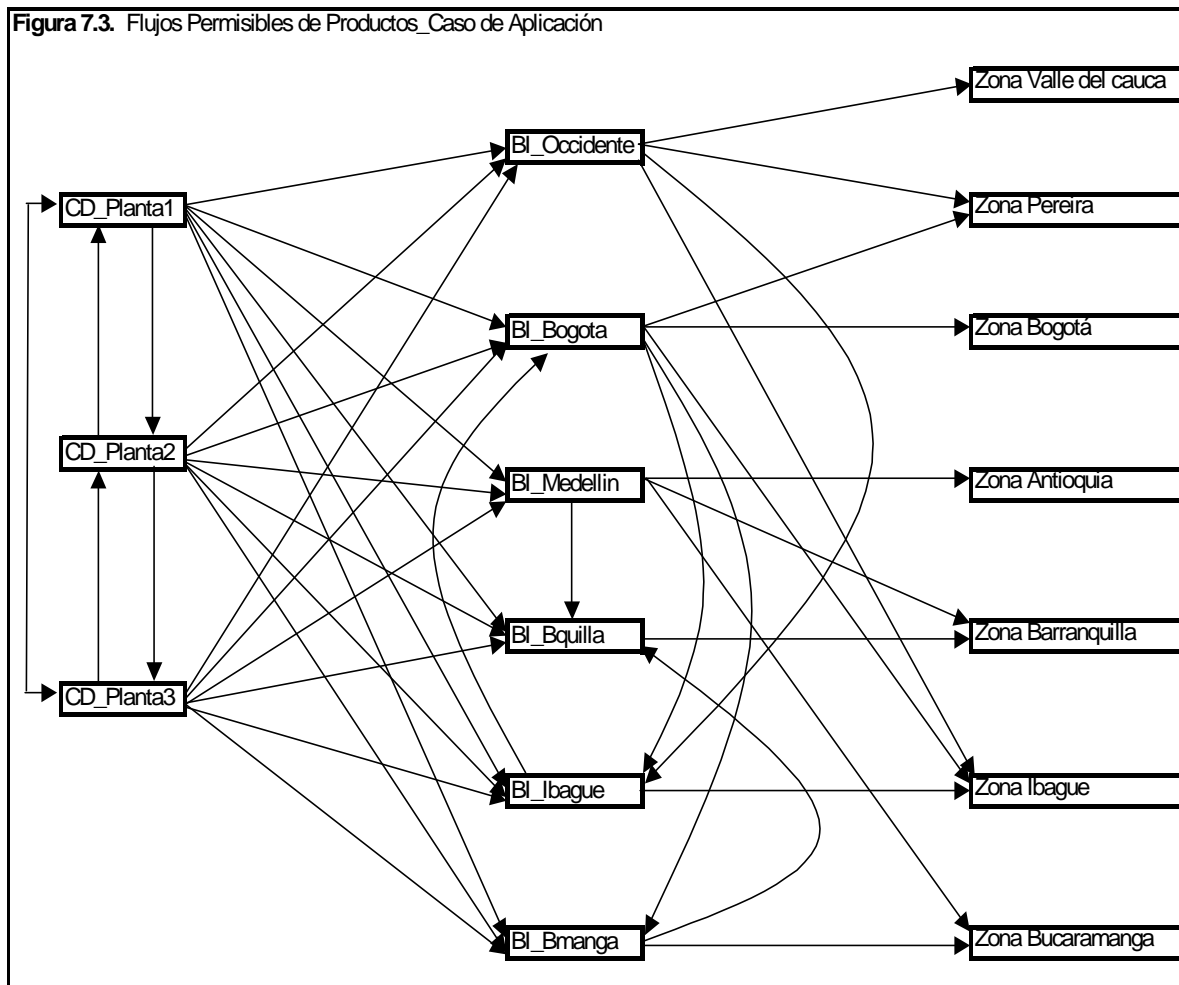 Figura 7.3. Flujos Permisibles de Productos_Caso de Aplicación
Zona Valle del cauca
BI_Occidente
CD_Planta1
Zona Pereira
BI_Bogota
Zona Bogotá
CD_Planta2
BI_Medellin
Zona Antioquia
BI_Bquilla
Zona Barranquilla
CD_Planta3
BI_Ibague
Zona Ibague
BI_Bmanga
Zona Bucaramanga